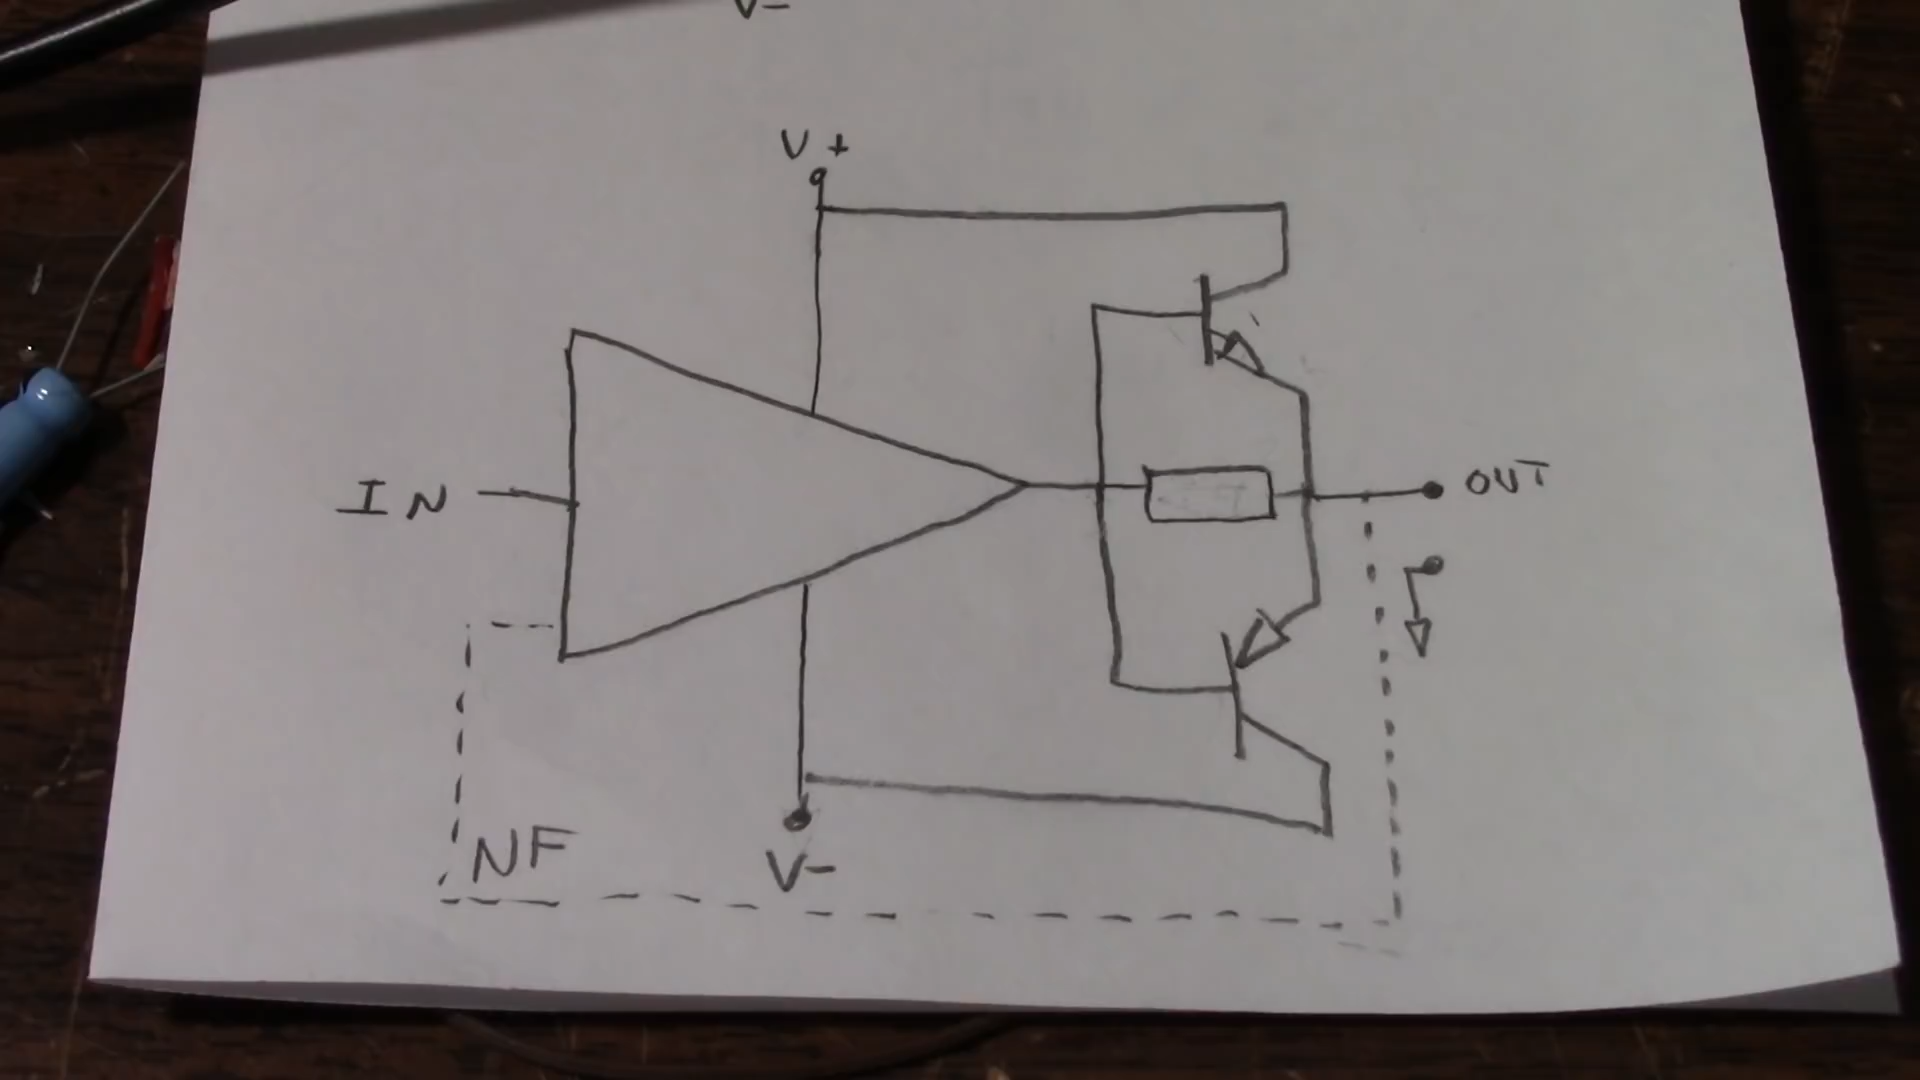 V-
V+
IN
OUT
NF
V-